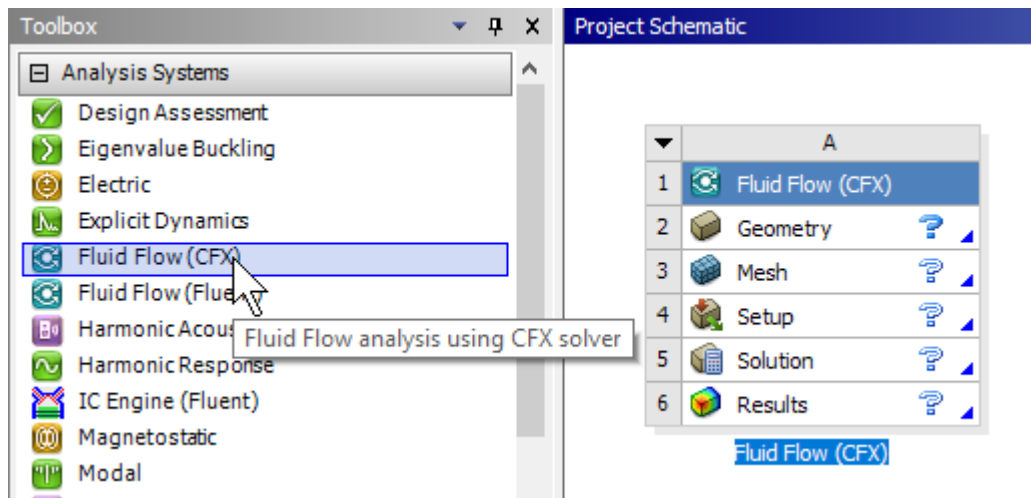 Toolbox
Analysis Systems
Design Assessment
Eigenvalue Buckling
Electric
Explicit Dynamics
Fluid Flow (CFX)
Fluid Flow (Flue
Harmonic Acou
Fluid Flow analysis using CFX solver
Harmonic Response
IC Engine (Fluent)
Magnetostatic
Modal
Project Schematic
A
1 Fluid Flow (CFX)
2 Geometry ?
3 Mesh ?
4 Setup ?
5 Solution ?
6 Results ?
Fluid Flow (CFX)